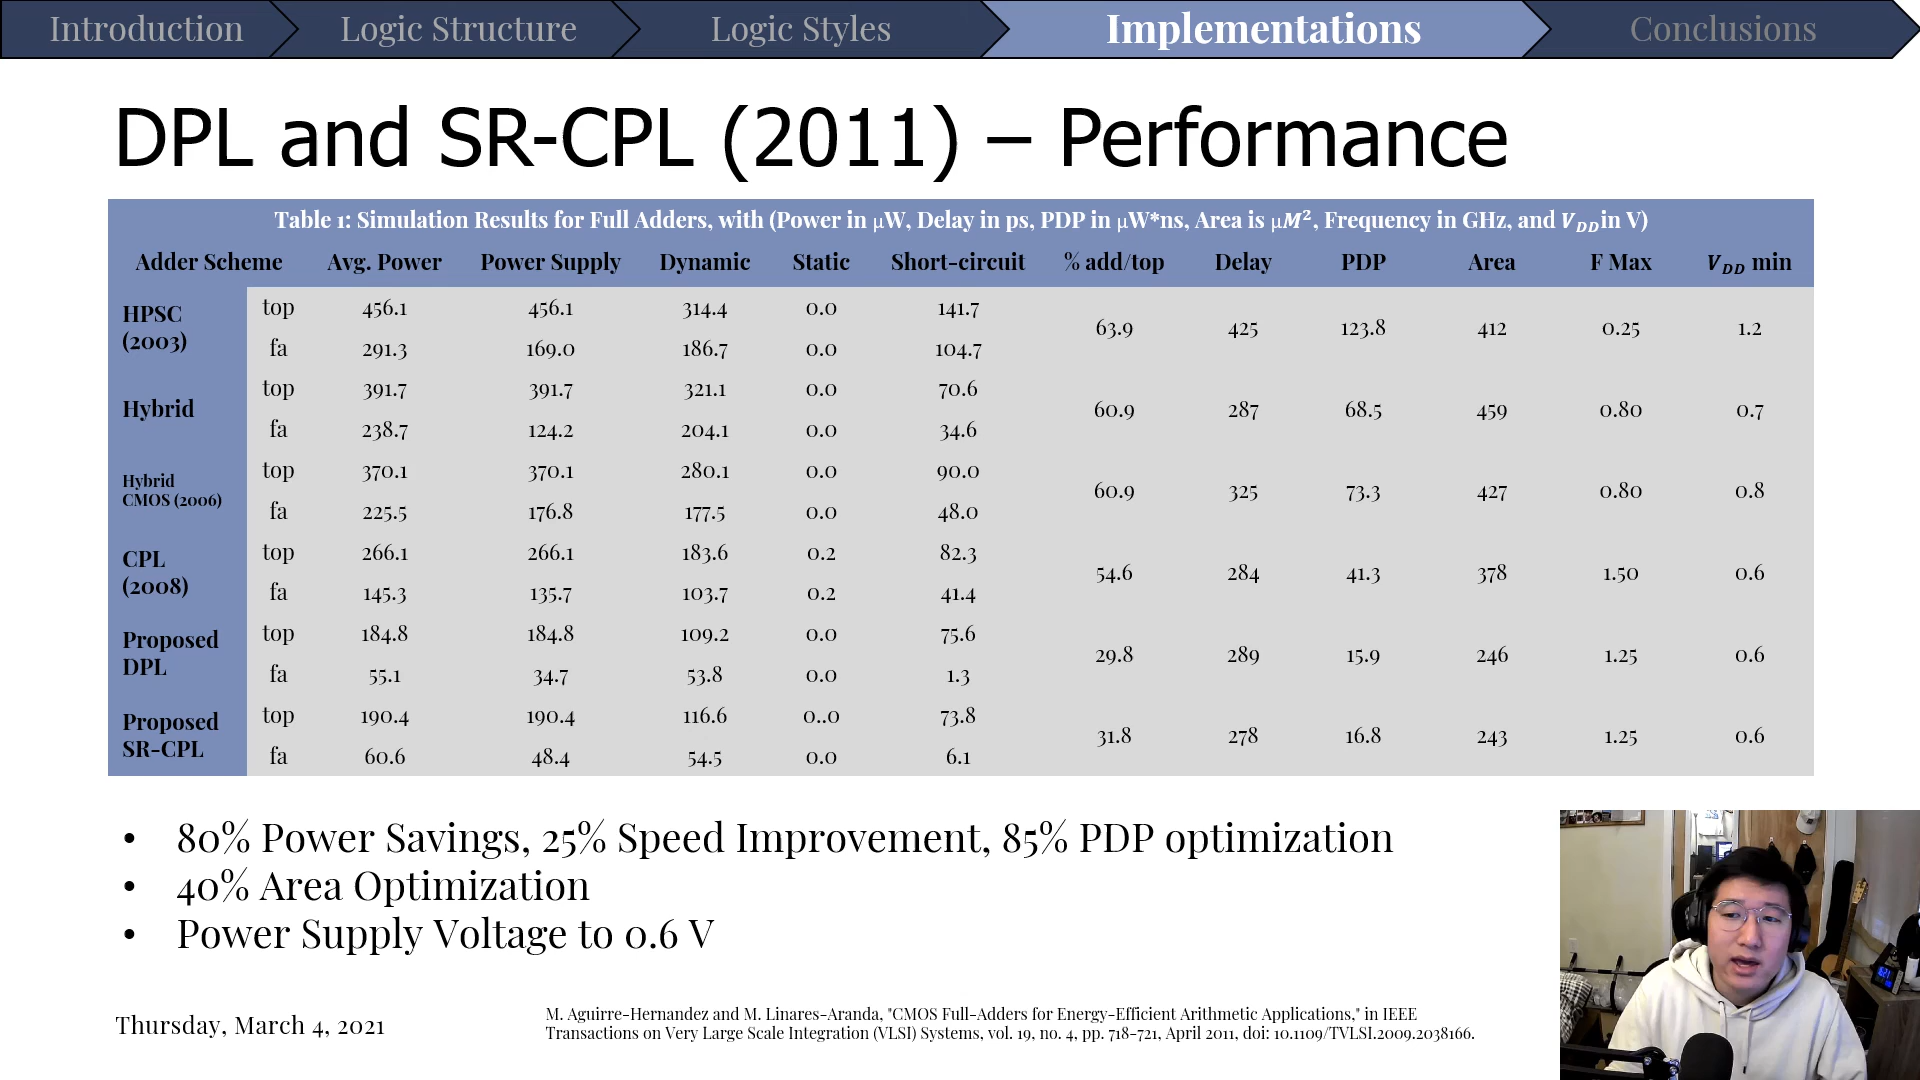 Introduction Logic Structure Logic Styles Implementations Conclusions
DPL and SR-CPL (2011) – Performance
Table 1: Simulation Results for Full Adders, with (Power in μW, Delay in ps, PDP in μW*ns, Area is μM², Frequency in GHz, and V_DD in V)
Adder Scheme Avg. Power Power Supply Dynamic Static Short-circuit % add/top Delay PDP Area F Max V_DD min
HPSC (2003) top 456.1 456.1 314.4 0.0 141.7 63.9 425 123.8 412 0.25 1.2
fa 291.3 169.0 186.7 0.0 104.7
Hybrid top 391.7 391.7 321.1 0.0 70.6 60.9 287 68.5 459 0.80 0.7
fa 238.7 124.2 204.1 0.0 34.6
Hybrid CMOS (2006) top 370.1 370.1 280.1 0.0 90.0 60.9 325 73.3 427 0.80 0.8
fa 225.5 176.8 177.5 0.0 48.0
CPL (2008) top 266.1 266.1 183.6 0.2 82.3 54.6 284 41.3 378 1.50 0.6
fa 145.3 135.7 103.7 0.2 41.4
Proposed DPL top 184.8 184.8 109.2 0.0 75.6 29.8 289 15.9 246 1.25 0.6
fa 55.1 34.7 53.8 0.0 1.3
Proposed SR-CPL top 190.4 190.4 116.6 0..0 73.8 31.8 278 16.8 243 1.25 0.6
fa 60.6 48.4 54.5 0.0 6.1
• 80% Power Savings, 25% Speed Improvement, 85% PDP optimization
• 40% Area Optimization
• Power Supply Voltage to 0.6 V
Thursday, March 4, 2021
M. Aguirre-Hernandez and M. Linares-Aranda, "CMOS Full-Adders for Energy-Efficient Arithmetic Applications," in IEEE
Transactions on Very Large Scale Integration (VLSI) Systems, vol. 19, no. 4, pp. 718-721, April 2011, doi: 10.1109/TVLSI.2009.2038166.